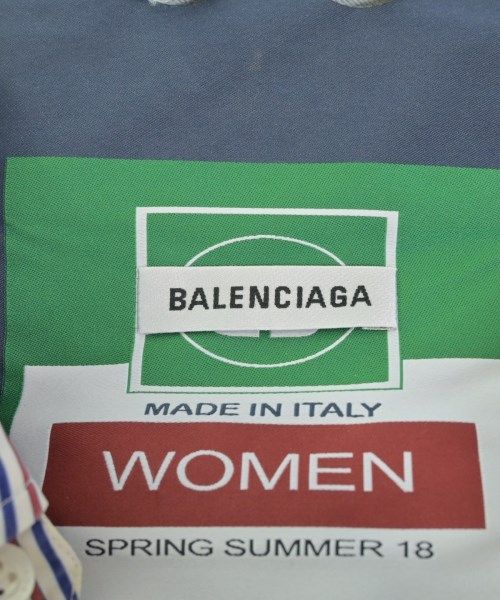 BALENCIAGA
MADE IN ITALY
WOMEN
SPRING SUMMER 18